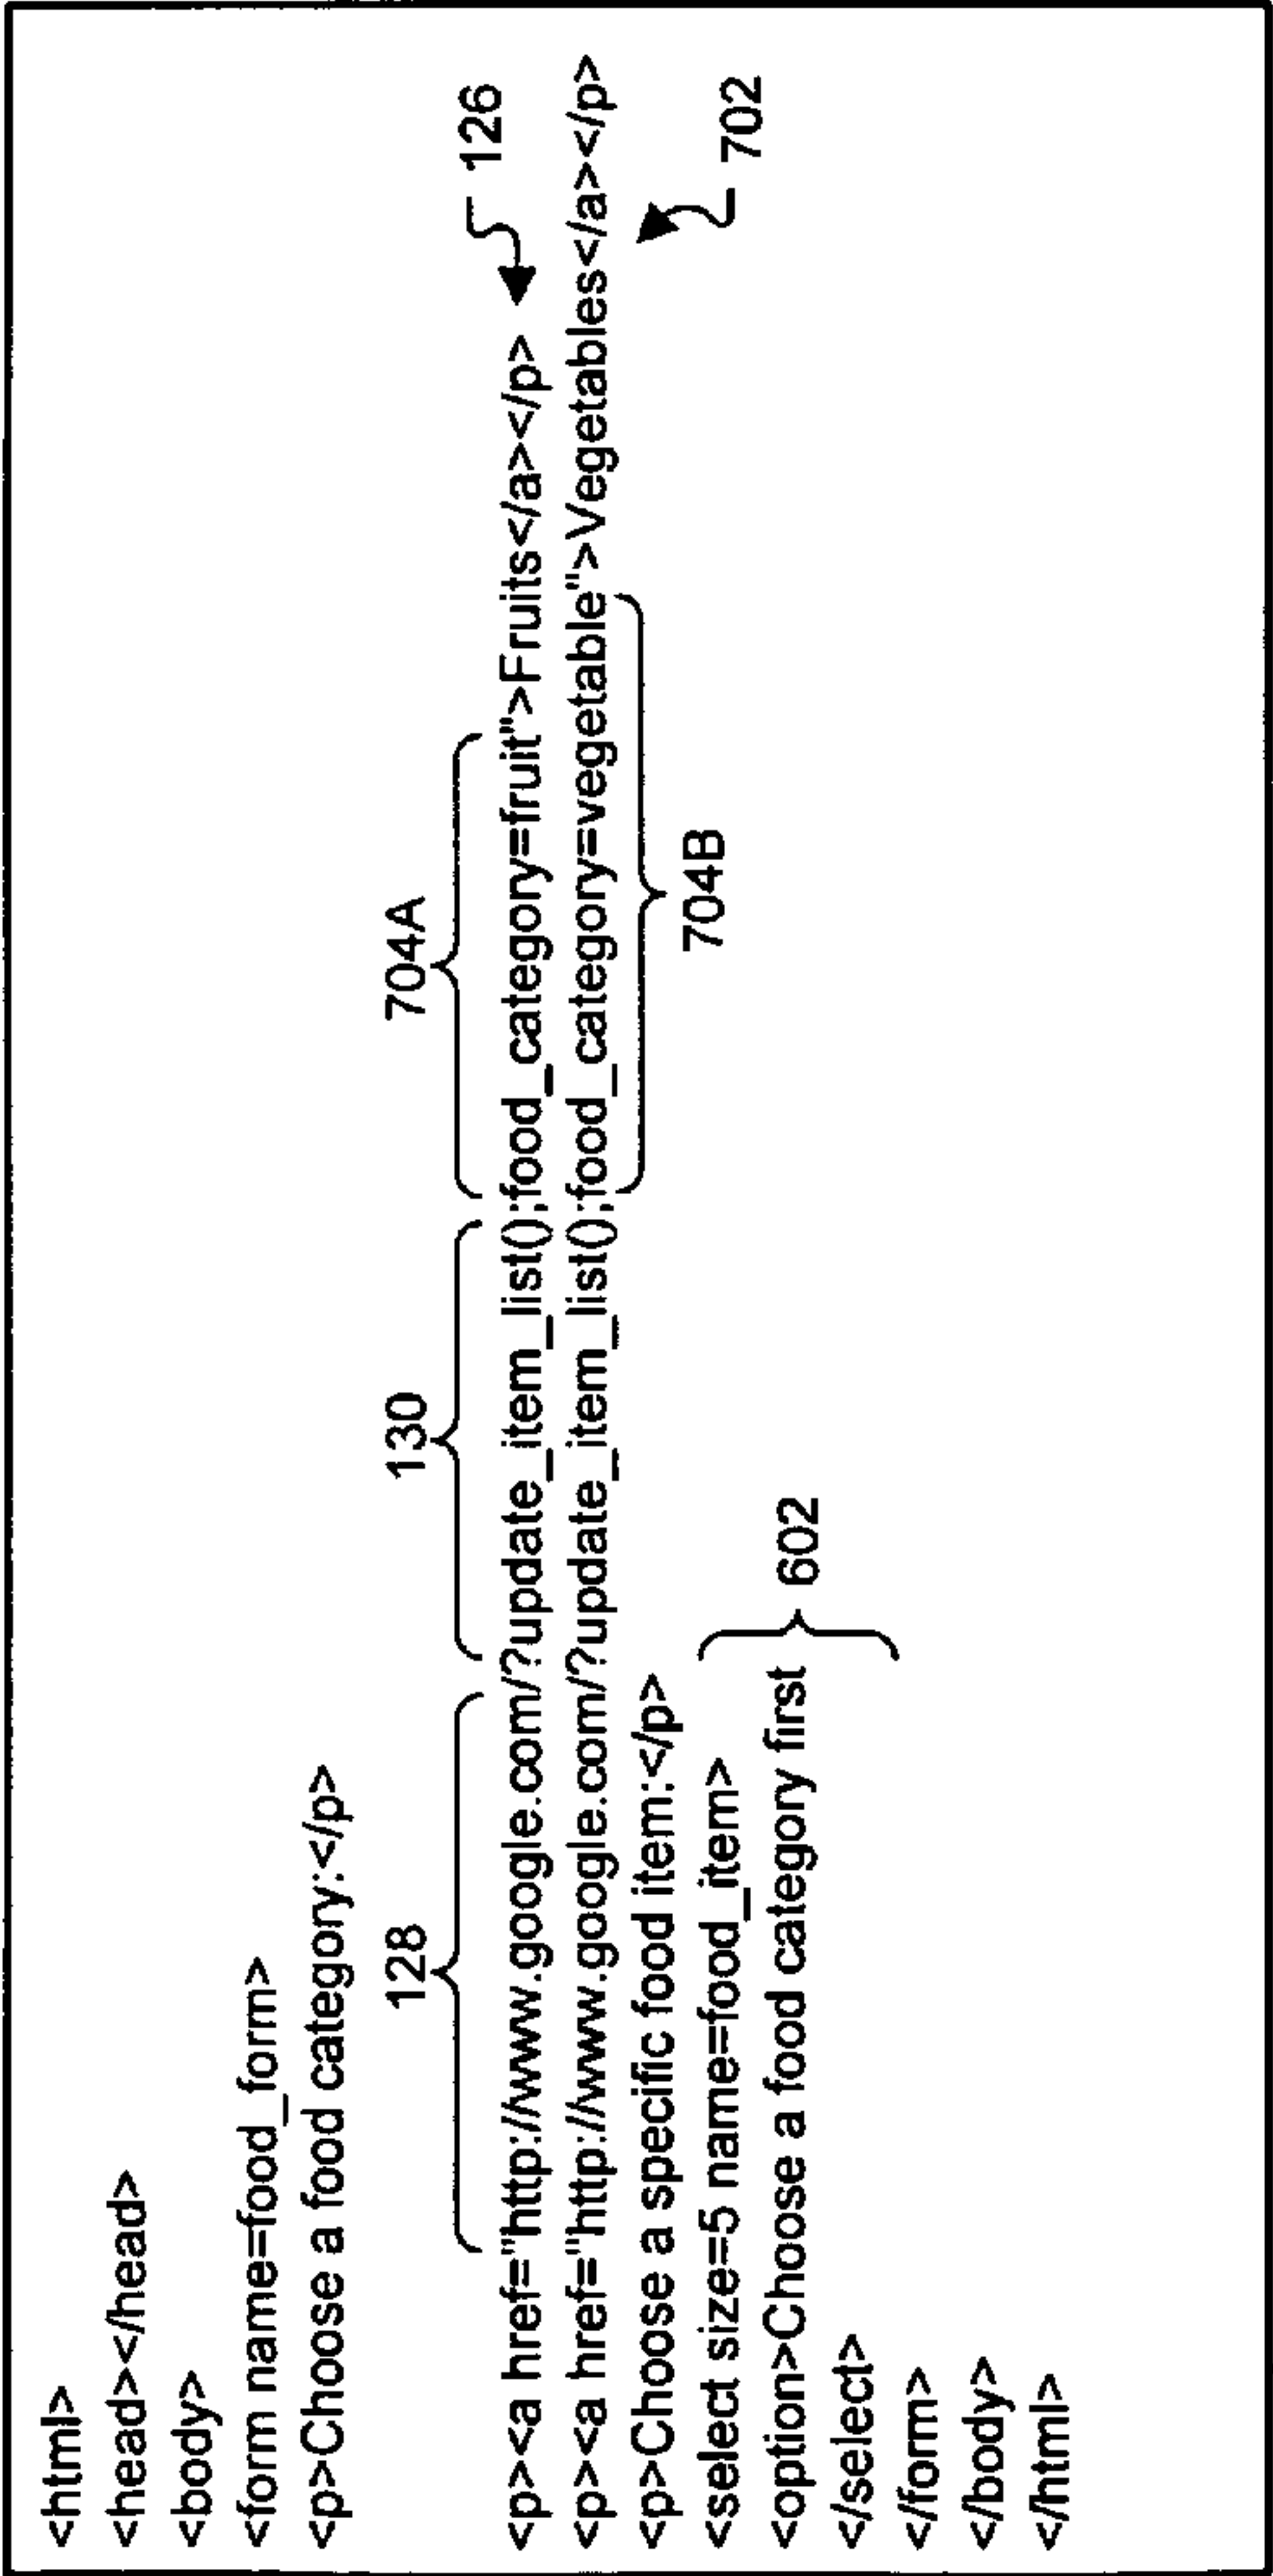 <html>
<head></head>
<body>
<form name=food_form>
<p>Choose a food category:</p>
128 130 704A
<p><a href="http://www.google.com/?update_item_list();food_category=fruit">Fruits</a></p> 126
<p><a href="http://www.google.com/?update_item_list();food_category=vegetable">Vegetables</a></p>
<p>Choose a specific food item:</p>
704B 702
<select size=5 name=food_item>
<option>Choose a food category first
602
</select>
</form>
</body>
</html>